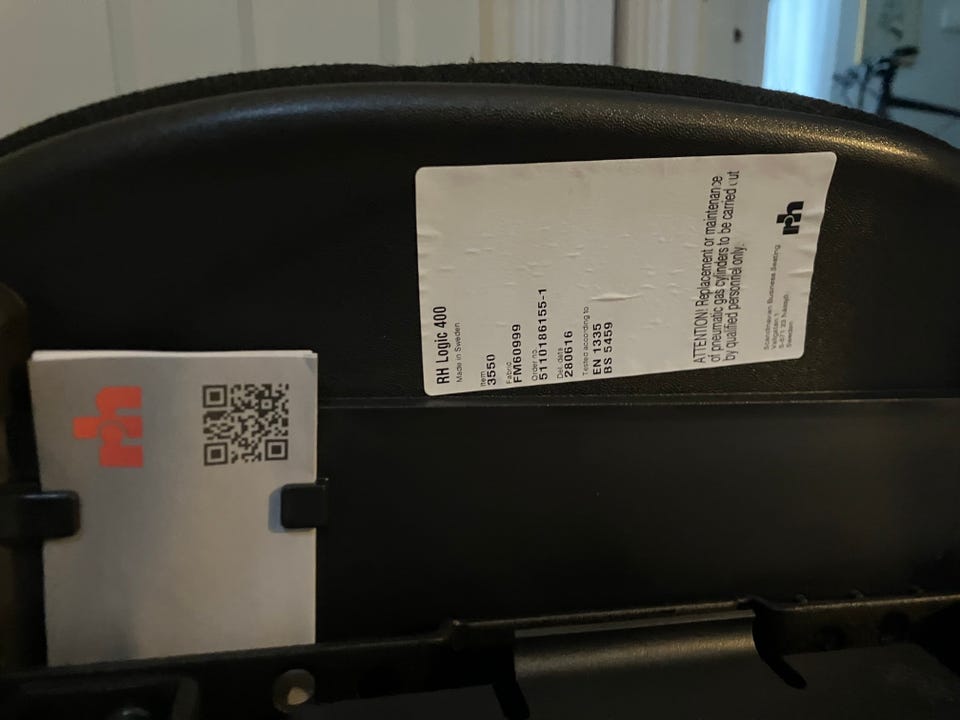 RH Logic 400
Made in Sweden
Item
3550
Fabric
FM60999
Order no
5110186155-1
Del. date
280616
Tested according to
EN 1335
BS 5459
ATTENTION! Replacement or maintenance
of pneumatic gas cylinders to be carried out
by qualified personnel only.
Scandinavian Business Seating
Sweden
rh
rh